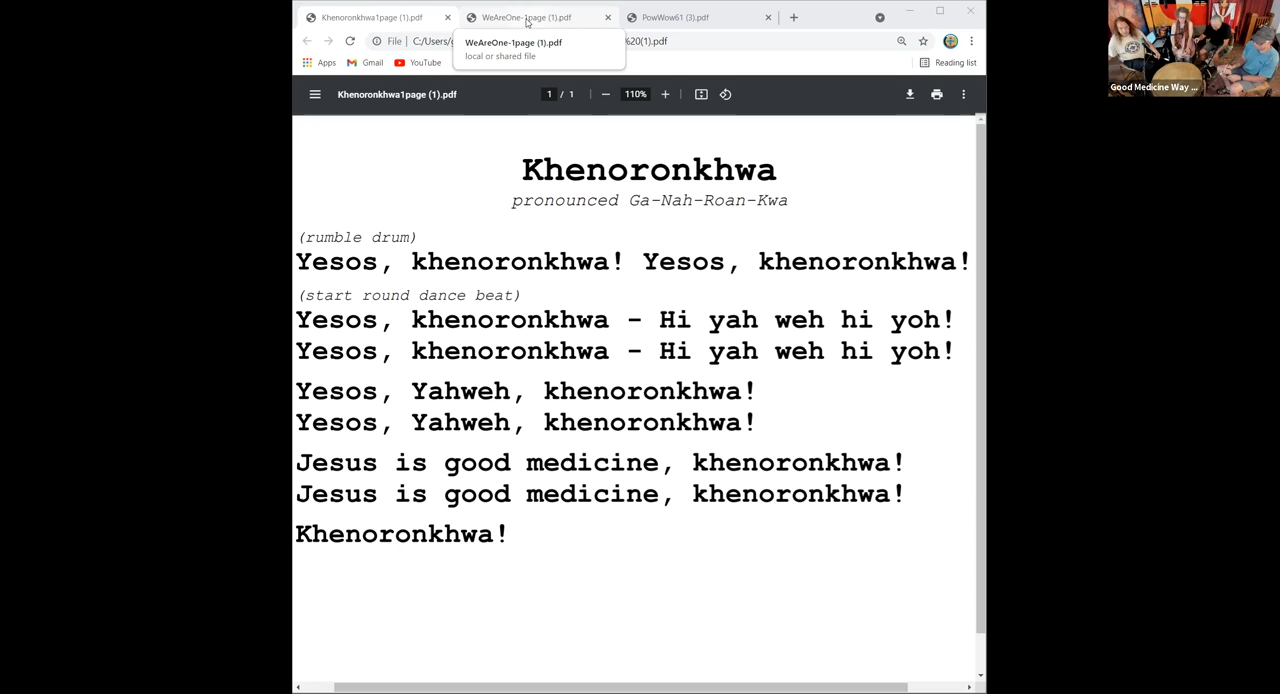 Khenoronkhwa1page (1).pdf
WeAreOne-1page (1).pdf
PowWow61 (3).pdf
File
C:/Users/g
%20(1).pdf
WeAreOne-1page (1).pdf
local or shared file
Apps
Gmail
YouTube
Reading list
Khenoronkhwa1page (1).pdf
1 / 1
110%
Good Medicine Way ...
Khenoronkhwa
pronounced Ga-Nah-Roan-Kwa
(rumble drum)
Yesos, khenoronkhwa! Yesos, khenoronkhwa!
(start round dance beat)
Yesos, khenoronkhwa - Hi yah weh hi yoh!
Yesos, khenoronkhwa - Hi yah weh hi yoh!
Yesos, Yahweh, khenoronkhwa!
Yesos, Yahweh, khenoronkhwa!
Jesus is good medicine, khenoronkhwa!
Jesus is good medicine, khenoronkhwa!
Khenoronkhwa!